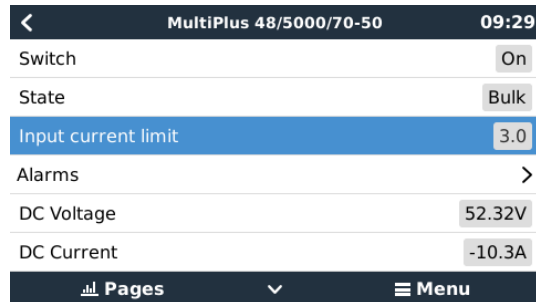 MultiPlus 48/5000/70-50 09:29
Switch On
State Bulk
Input current limit 3.0
Alarms
DC Voltage 52.32V
DC Current -10.3A
Pages Menu